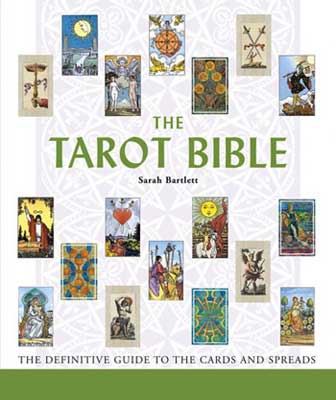 THE
TAROT BIBLE
Sarah Bartlett
THE DEFINITIVE GUIDE TO THE CARDS AND SPREADS